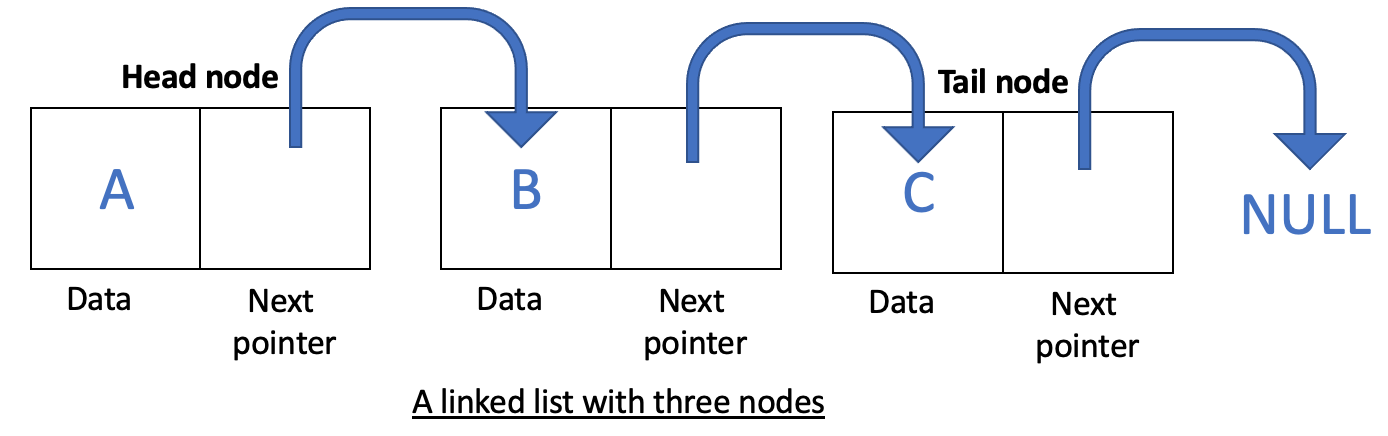 Head node
Tail node
A
B
C
NULL
Data
Next
pointer
Data
Next
pointer
Data
Next
pointer
A linked list with three nodes